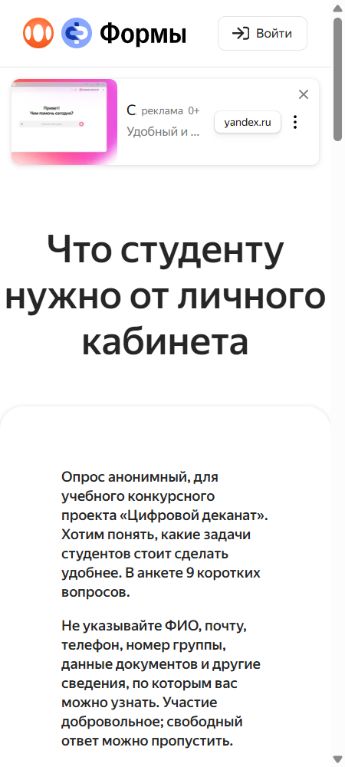 Формы
Войти
С реклама 0+
Удобный и ...
yandex.ru
Привет!
Чем помочь сегодня?
Что студенту
нужно от личного
кабинета
Опрос анонимный, для
учебного конкурсного
проекта «Цифровой деканат».
Хотим понять, какие задачи
студентов стоит сделать
удобнее. В анкете 9 коротких
вопросов.
Не указывайте ФИО, почту,
телефон, номер группы,
данные документов и другие
сведения, по которым вас
можно узнать. Участие
добровольное; свободный
ответ можно пропустить.